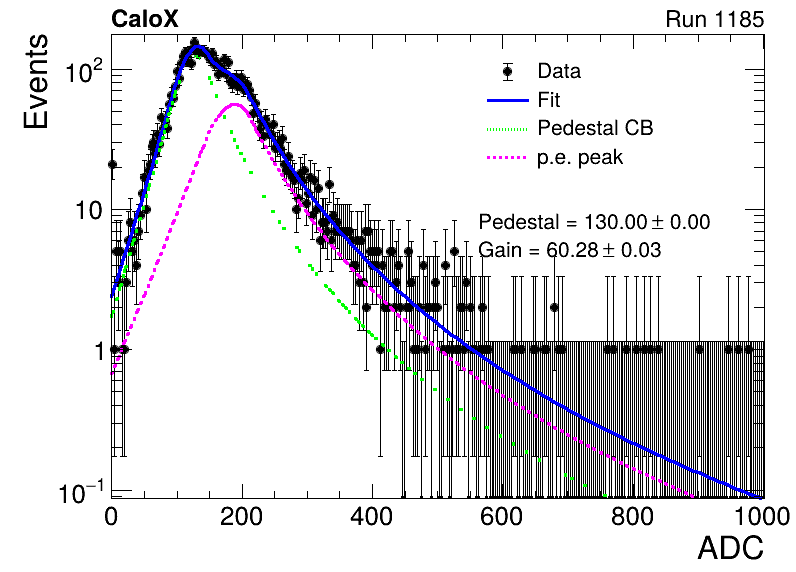 CaloX Run 1185
Events
10²
10
1
10⁻¹
Data
Fit
Pedestal CB
p.e. peak
Pedestal = 130.00 ± 0.00
Gain = 60.28 ± 0.03
0 200 400 600 800 1000
ADC